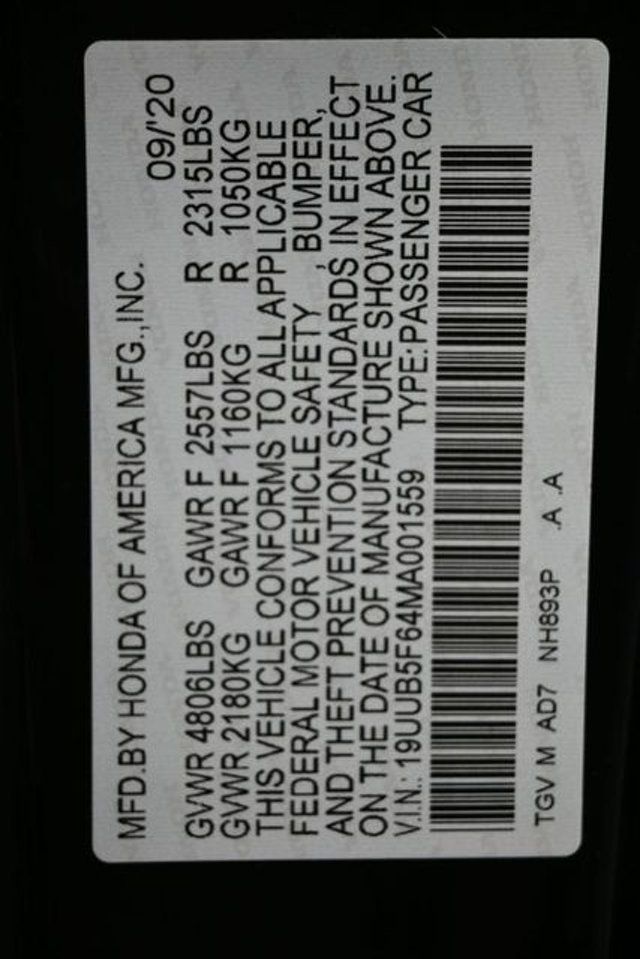 MFD.BY HONDA OF AMERICA MFG.,INC. 09/'20
GVWR 4806LBS GAWR F 2557LBS R 2315LBS
GVWR 2180KG GAWR F 1160KG R 1050KG
THIS VEHICLE CONFORMS TO ALL APPLICABLE
FEDERAL MOTOR VEHICLE SAFETY , BUMPER,
AND THEFT PREVENTION STANDARDS IN EFFECT
ON THE DATE OF MANUFACTURE SHOWN ABOVE.
V.I.N.: 19UUB5F64MA001559 TYPE:PASSENGER CAR
TGV M AD7 NH893P .A .A